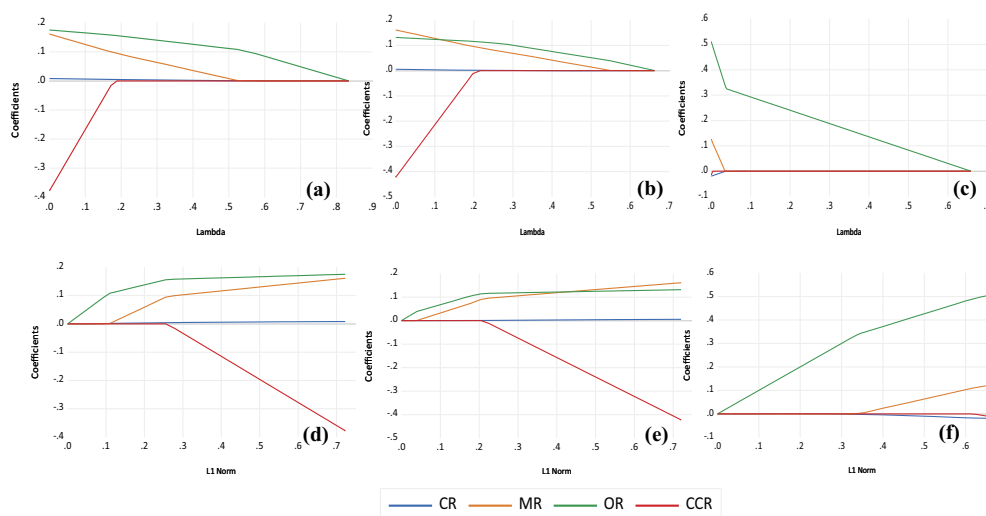 .2
.1
.0
-.1
-.2
-.3
-.4
Coefficients
(a)
.0 .1 .2 .3 .4 .5 .6 .7 .8 .9
Lambda
.2
.1
.0
-.1
-.2
-.3
-.4
-.5
Coefficients
(b)
.0 .1 .2 .3 .4 .5 .6 .7
Lambda
.6
.5
.4
.3
.2
.1
.0
-.1
Coefficients
(c)
.0 .1 .2 .3 .4 .5 .6 .7
Lambda
.2
.1
.0
-.1
-.2
-.3
-.4
Coefficients
(d)
.0 .1 .2 .3 .4 .5 .6 .7
L1 Norm
.2
.1
.0
-.1
-.2
-.3
-.4
-.5
Coefficients
(e)
.0 .1 .2 .3 .4 .5 .6 .7
L1 Norm
.6
.5
.4
.3
.2
.1
.0
-.1
Coefficients
(f)
.0 .1 .2 .3 .4 .5 .6
L1 Norm
CR MR OR CCR